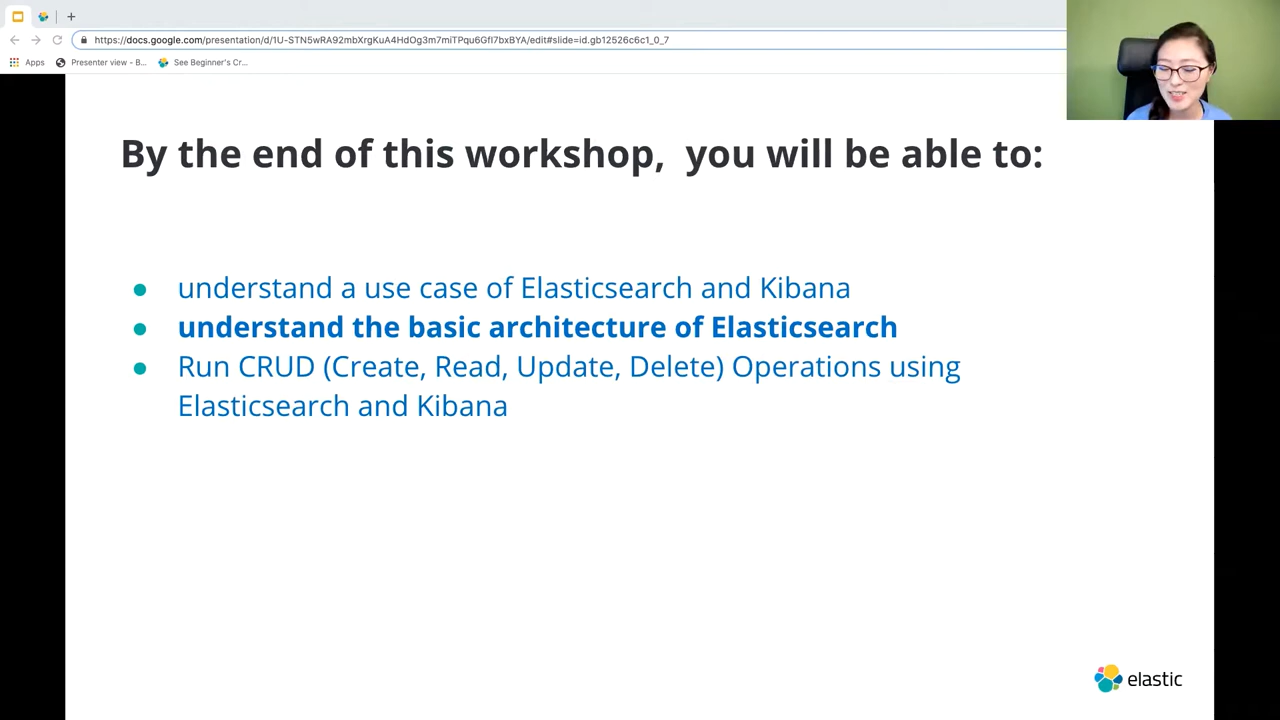 https://docs.google.com/presentation/d/1U-STN5wRA92mbXrgKuA4HdOg3m7miTPqu6Gfl7bxBYA/edit#slide=id.gb12526c6c1_0_7
Apps Presenter view - B... See Beginner's Cr...
By the end of this workshop, you will be able to:
● understand a use case of Elasticsearch and Kibana
● understand the basic architecture of Elasticsearch
● Run CRUD (Create, Read, Update, Delete) Operations using
Elasticsearch and Kibana
elastic